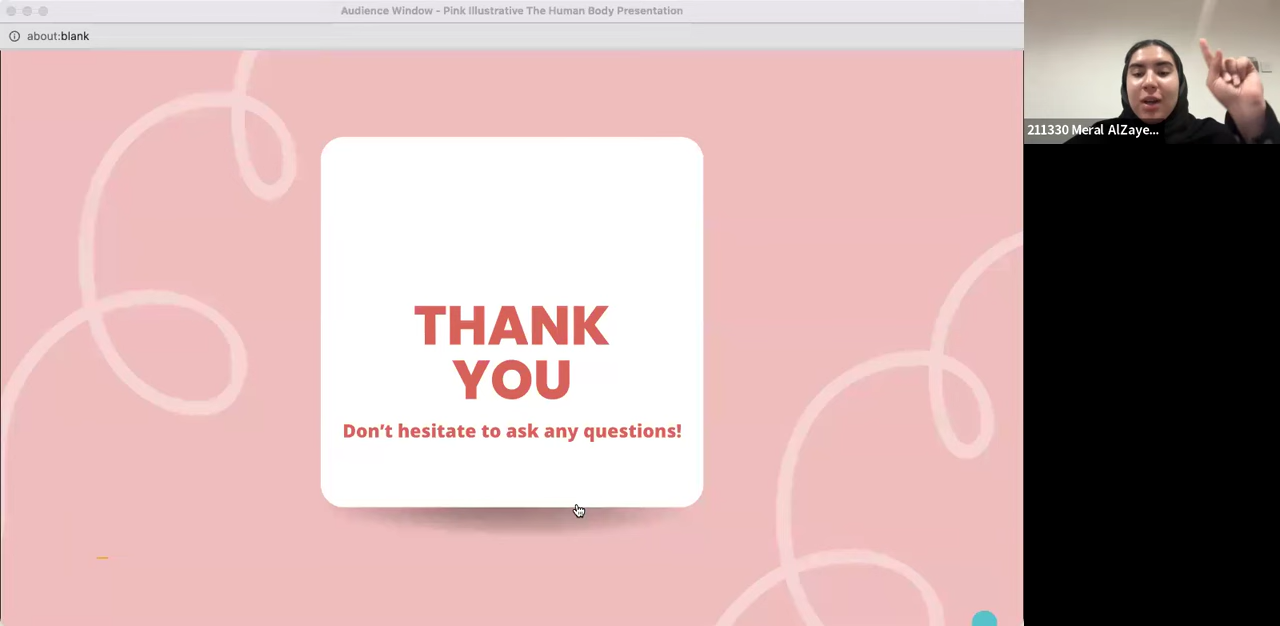 Audience Window - Pink Illustrative The Human Body Presentation
about:blank
211330 Meral AlZaye...
THANK
YOU
Don't hesitate to ask any questions!